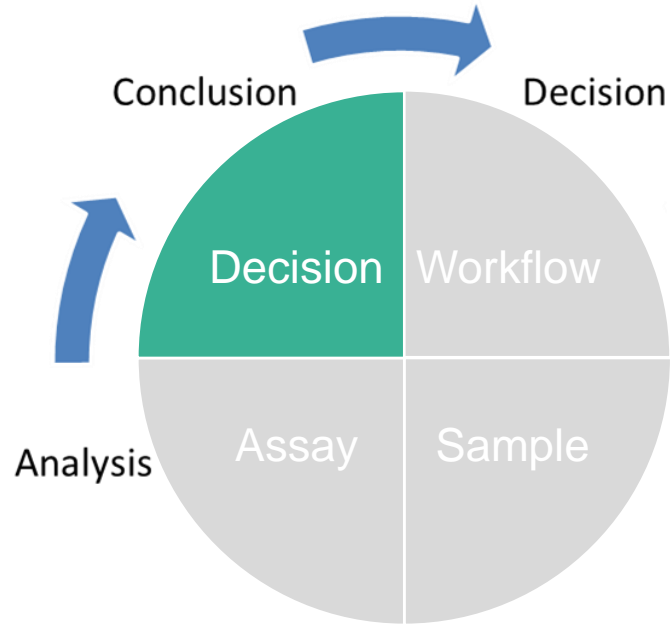 Conclusion
Decision
Decision
Workflow
Assay
Sample
Analysis